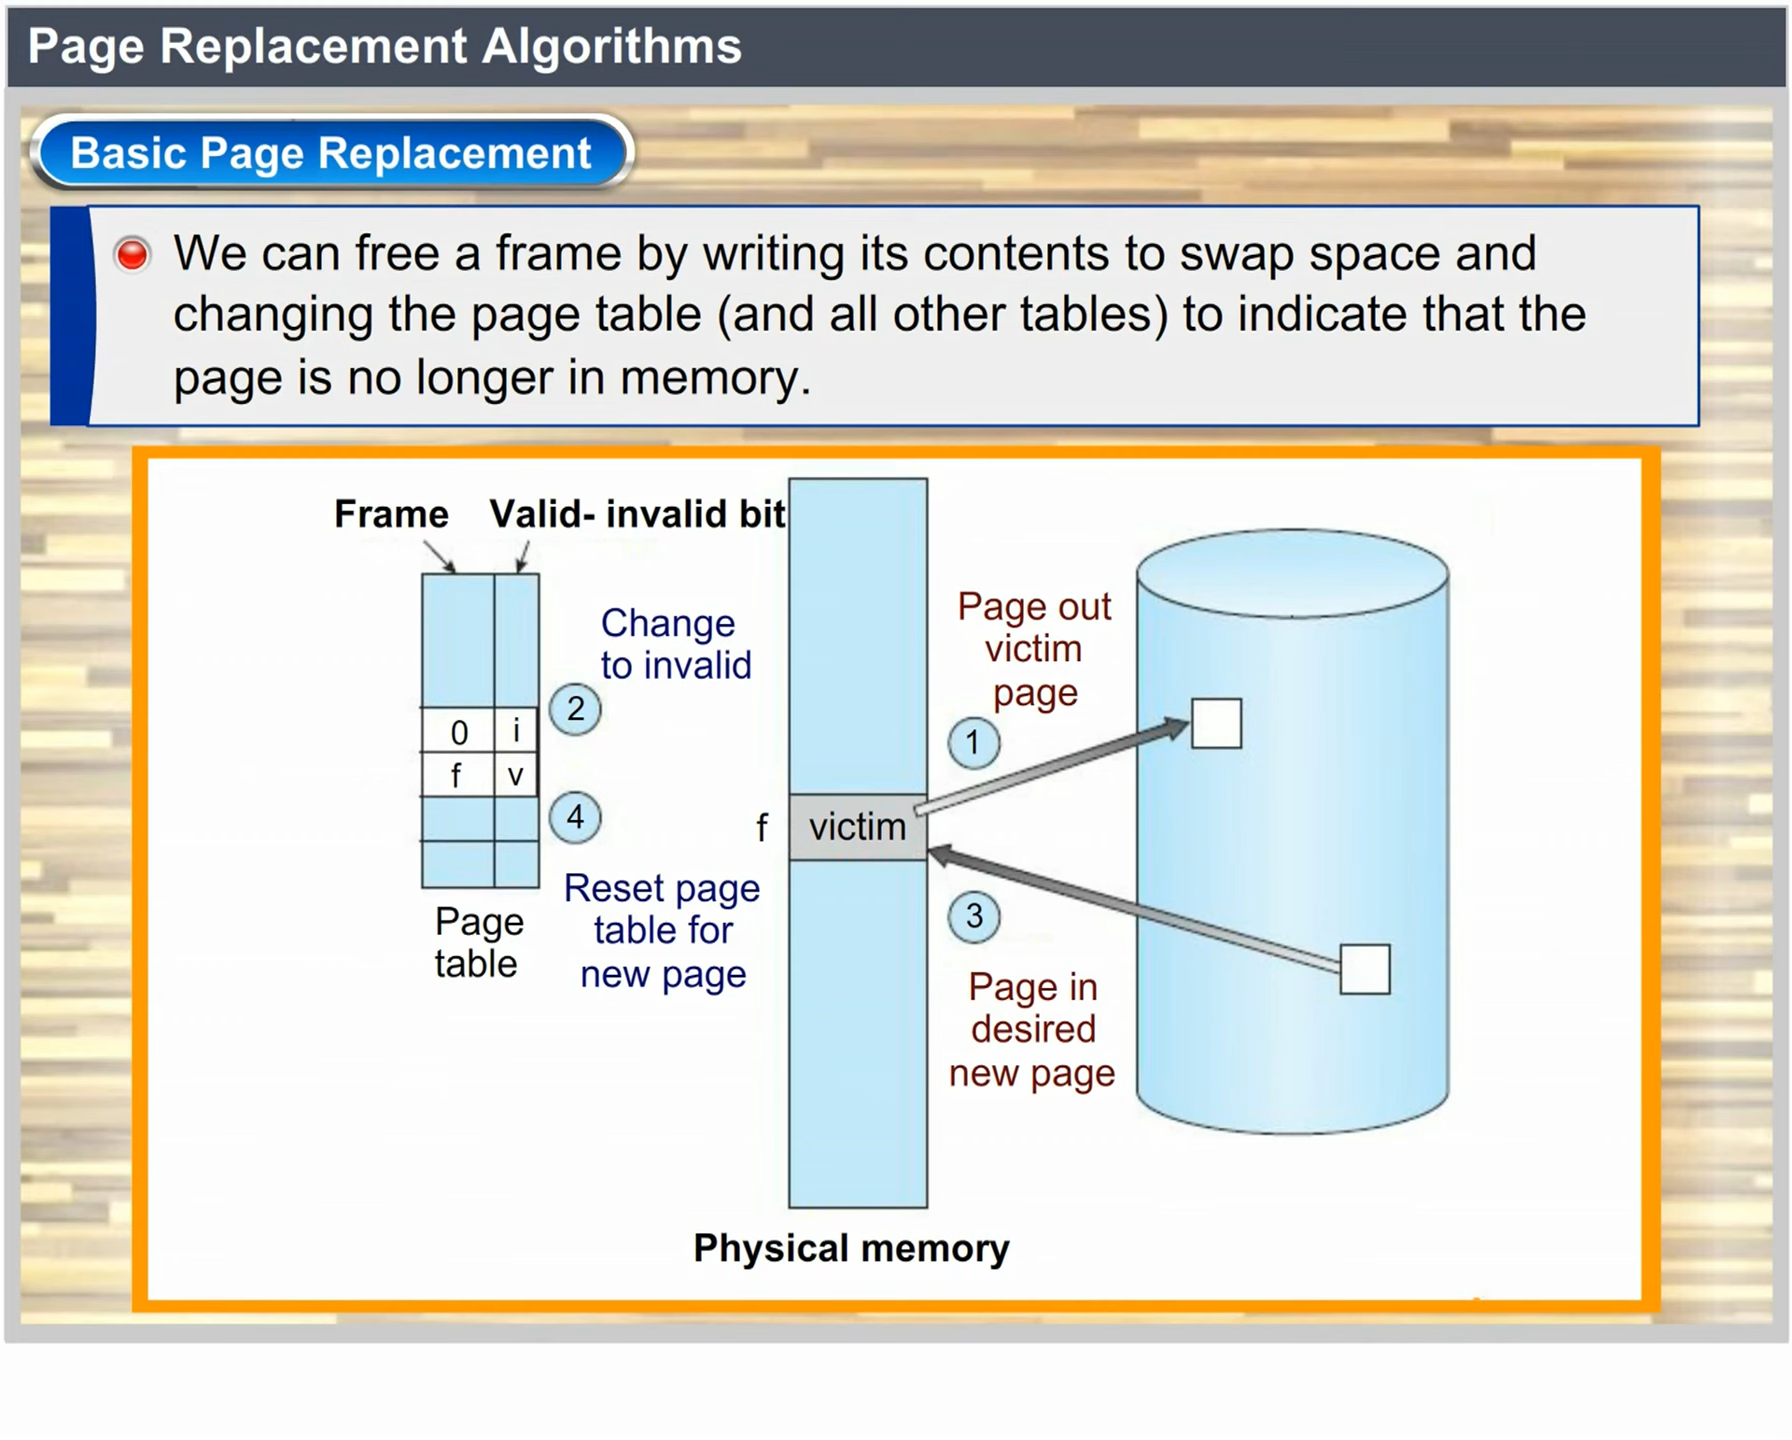 Page Replacement Algorithms
Basic Page Replacement
We can free a frame by writing its contents to swap space and
changing the page table (and all other tables) to indicate that the
page is no longer in memory.
Frame
Valid- invalid bit
Change
to invalid
2
0 i
f v
4
Reset page
table for
new page
Page
table
f
victim
Page out
victim
page
1
3
Page in
desired
new page
Physical memory